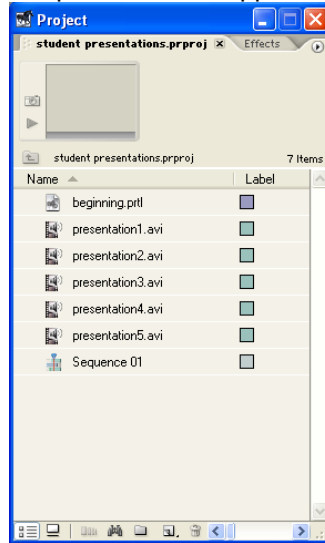 Project
student presentations.prproj Effects
student presentations.prproj 7 Items
Name Label
beginning.prtl
presentation1.avi
presentation2.avi
presentation3.avi
presentation4.avi
presentation5.avi
Sequence 01